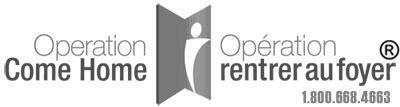 Operation
Come Home
Opération
rentrer au foyer ®
1.800.668.4663